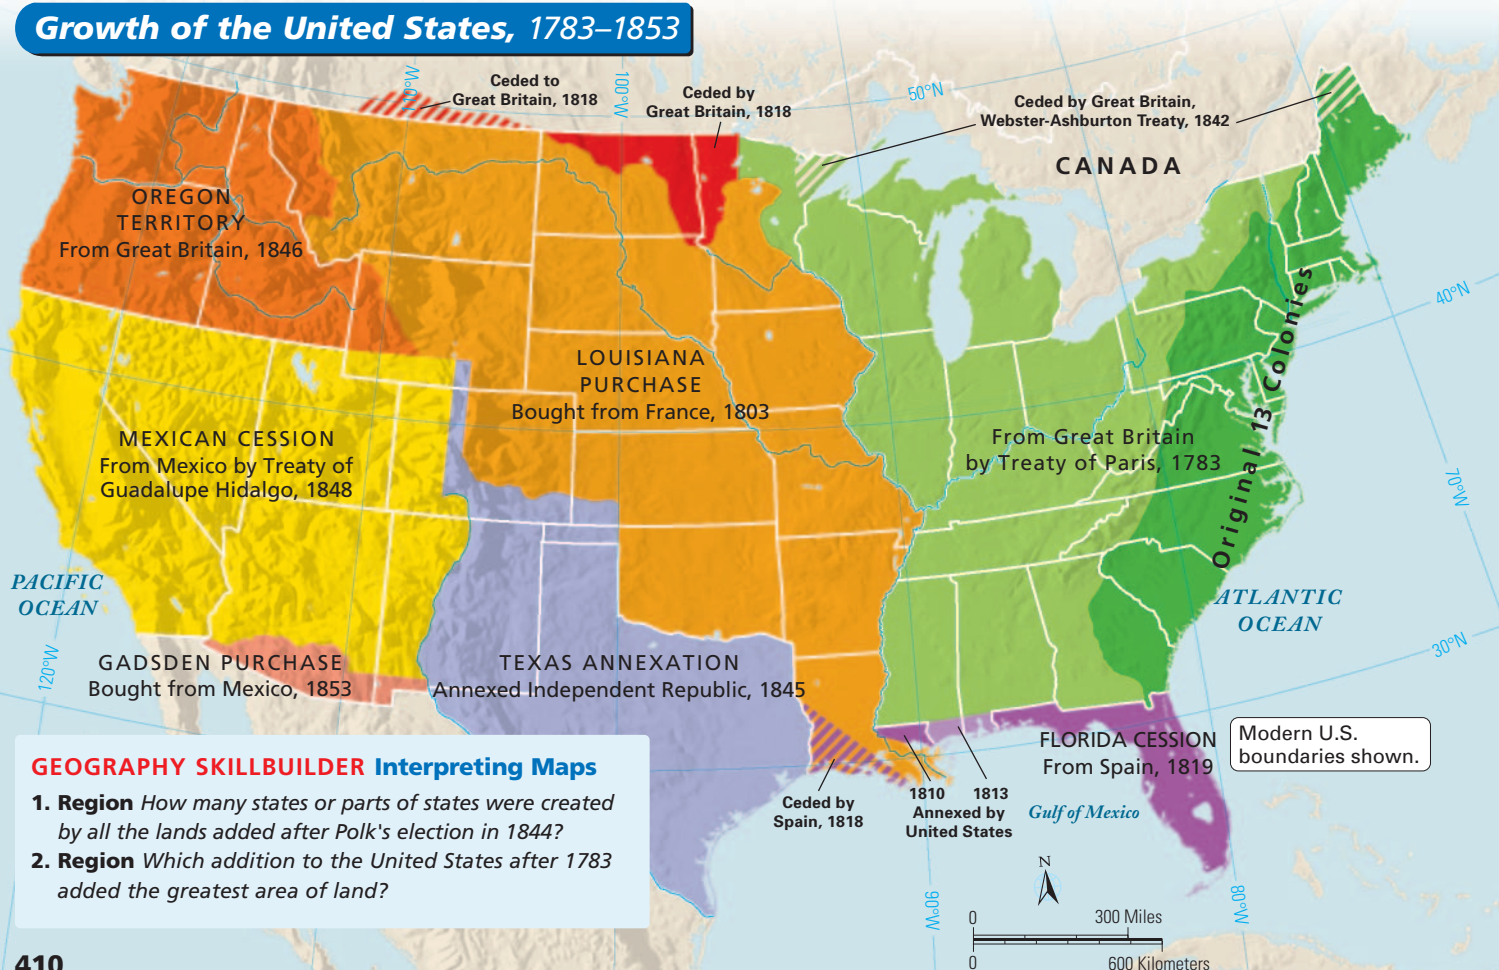 Growth of the United States, 1783–1853
Ceded to
Great Britain, 1818
Ceded by
Great Britain, 1818
Ceded by Great Britain,
Webster-Ashburton Treaty, 1842
110°W
100°W
50°N
CANADA
OREGON
TERRITORY
From Great Britain, 1846
40°N
LOUISIANA
PURCHASE
Bought from France, 1803
MEXICAN CESSION
From Mexico by Treaty of
Guadalupe Hidalgo, 1848
From Great Britain
by Treaty of Paris, 1783
Original 13 Colonies
70°W
PACIFIC
OCEAN
ATLANTIC
OCEAN
30°N
120°W
GADSDEN PURCHASE
Bought from Mexico, 1853
TEXAS ANNEXATION
Annexed Independent Republic, 1845
FLORIDA CESSION
From Spain, 1819
Modern U.S.
boundaries shown.
Ceded by
Spain, 1818
1810
1813
Annexed by
United States
Gulf of Mexico
GEOGRAPHY SKILLBUILDER Interpreting Maps
1. Region How many states or parts of states were created
by all the lands added after Polk's election in 1844?
2. Region Which addition to the United States after 1783
added the greatest area of land?
N
90°W
80°W
0
300 Miles
0
600 Kilometers
410